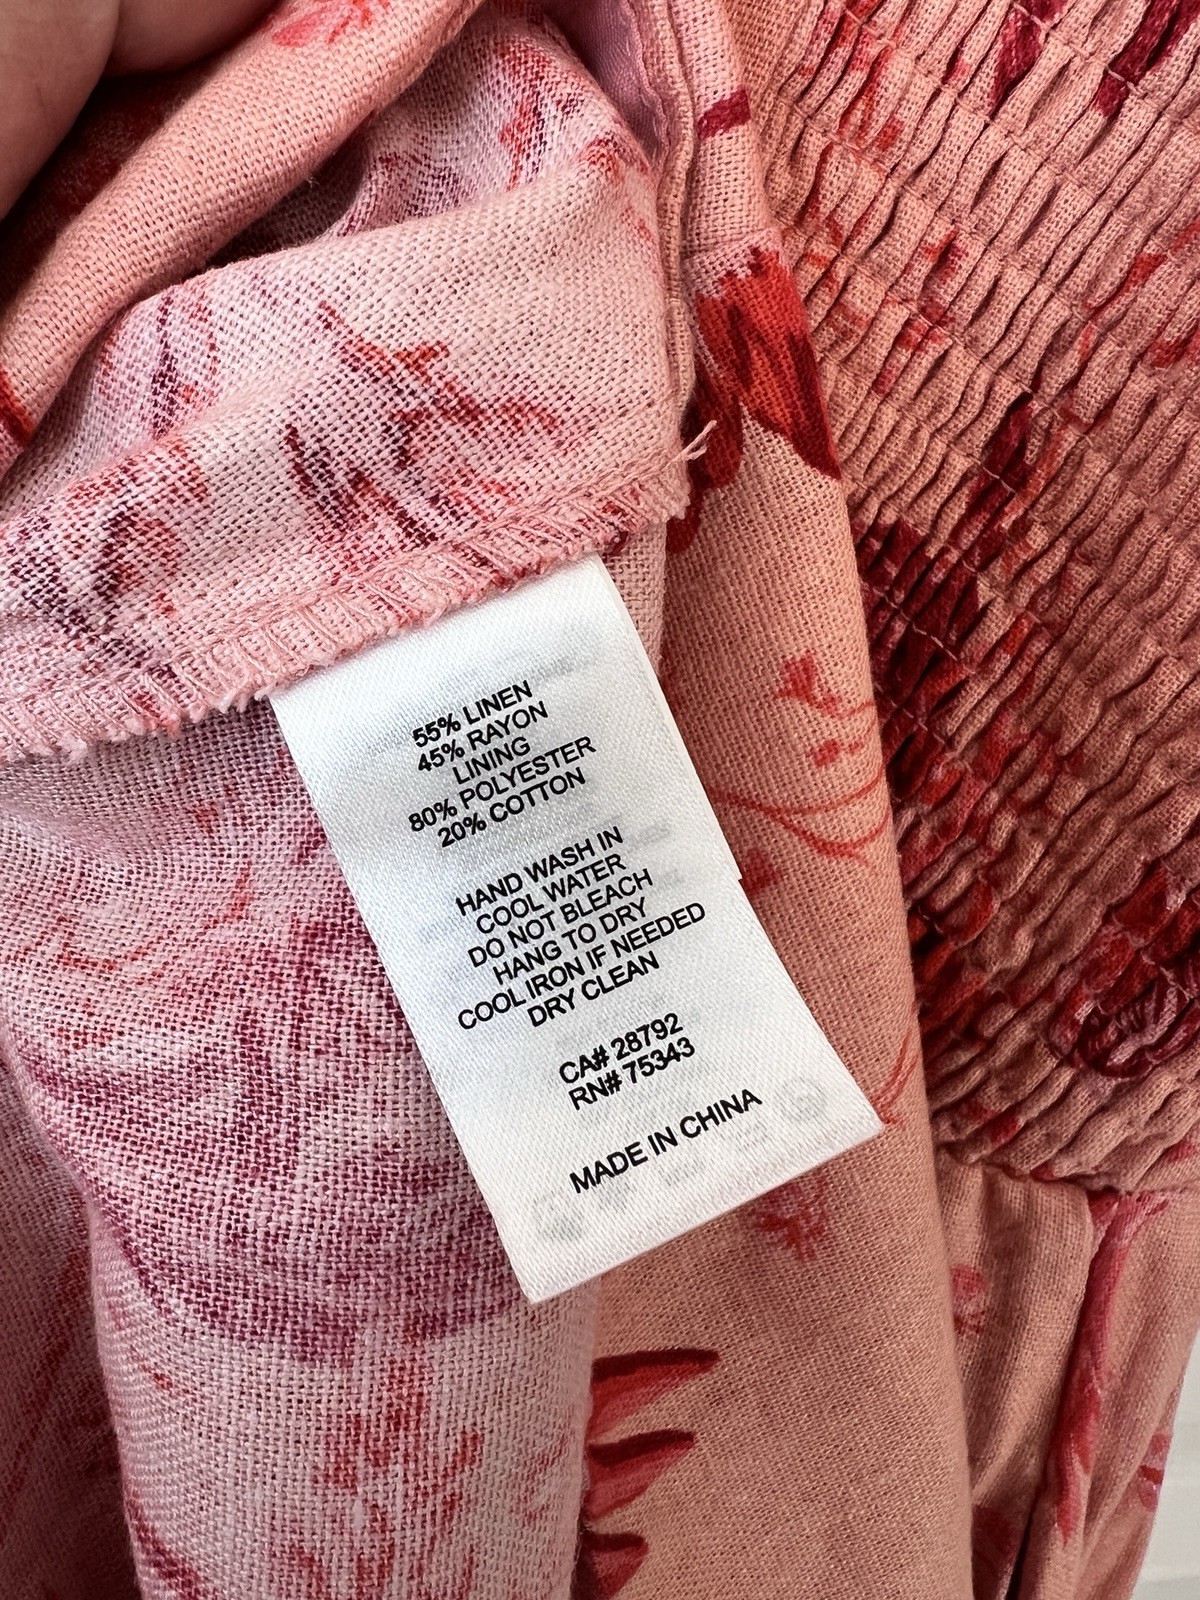 55% LINEN
45% RAYON
LINING
80% POLYESTER
20% COTTON
HAND WASH IN
COOL WATER
DO NOT BLEACH
HANG TO DRY
COOL IRON IF NEEDED
DRY CLEAN
CA# 28792
RN# 75343
MADE IN CHINA